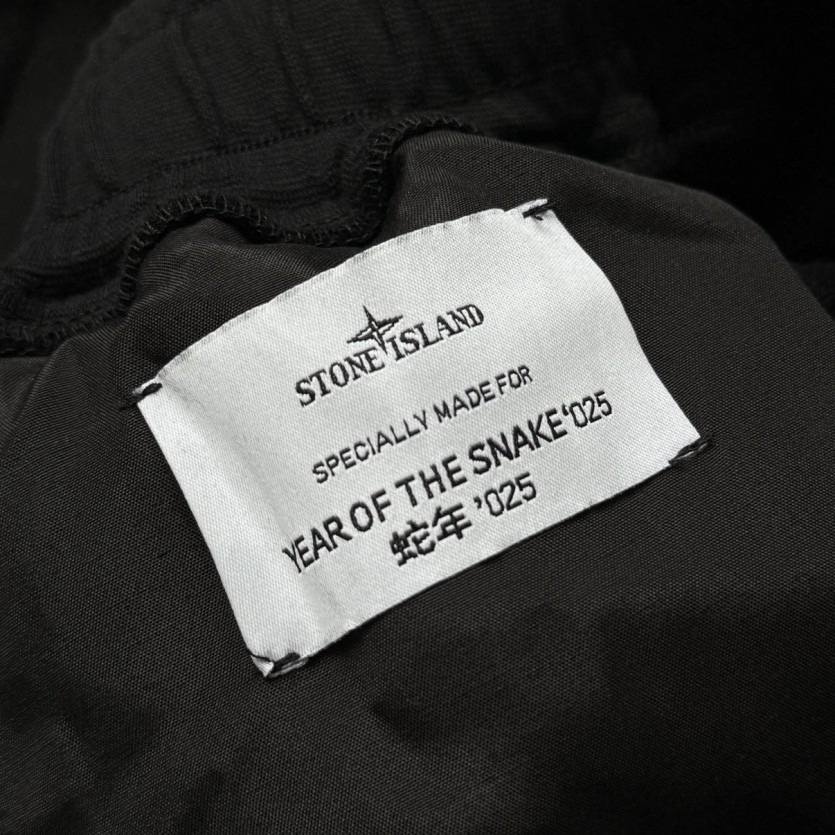 STONE ISLAND
SPECIALLY MADE FOR
YEAR OF THE SNAKE ‘025
蛇年 ’025